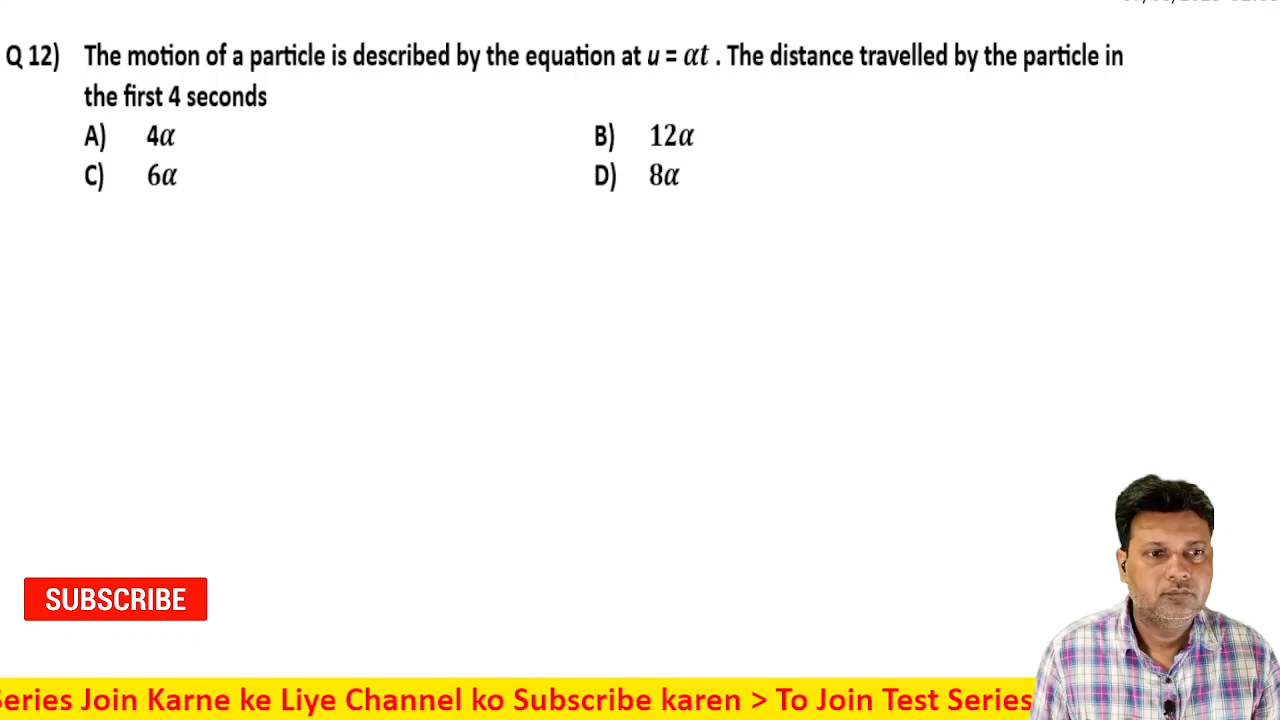 Q 12) The motion of a particle is described by the equation at u = αt . The distance travelled by the particle in
the first 4 seconds
A) 4α B) 12α
C) 6α D) 8α
SUBSCRIBE
Series Join Karne ke Liye Channel ko Subscribe karen > To Join Test Series